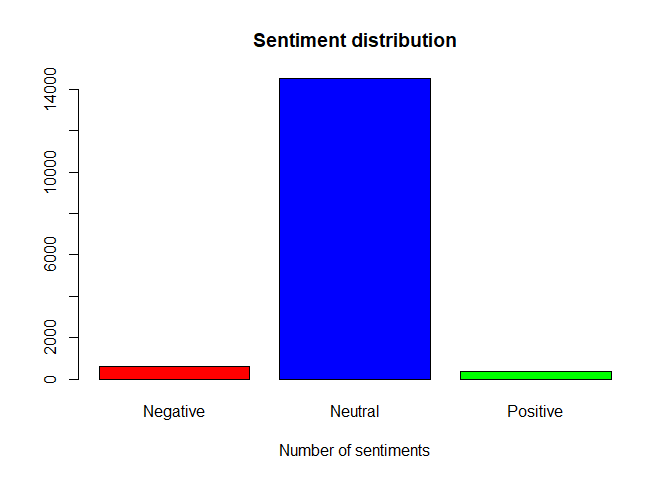 Sentiment distribution
14000
10000
6000
2000
0
Negative Neutral Positive
Number of sentiments